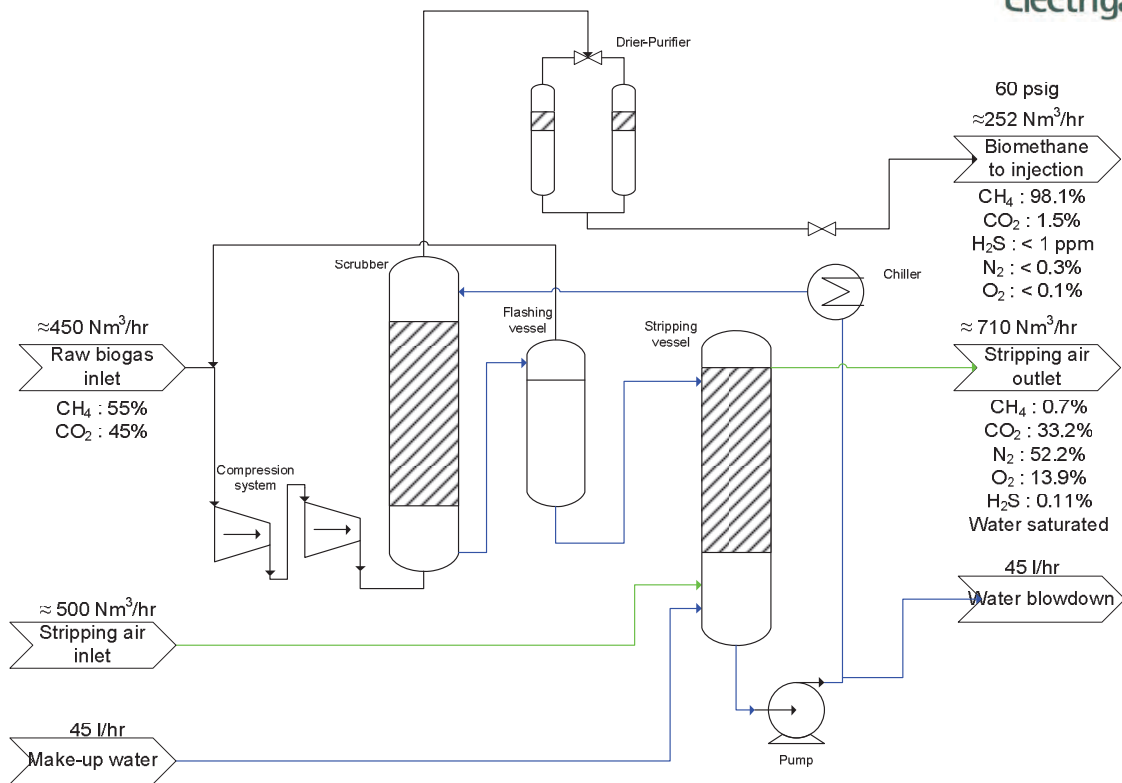 Drier-Purifier
60 psig
≈252 Nm³/hr
Biomethane
to injection
CH₄ : 98.1%
CO₂ : 1.5%
H₂S : < 1 ppm
N₂ : < 0.3%
O₂ : < 0.1%
Scrubber
Chiller
Flashing
vessel
Stripping
vessel
≈450 Nm³/hr
Raw biogas
inlet
CH₄ : 55%
CO₂ : 45%
≈ 710 Nm³/hr
Stripping air
outlet
CH₄ : 0.7%
CO₂ : 33.2%
N₂ : 52.2%
O₂ : 13.9%
H₂S : 0.11%
Water saturated
Compression
system
45 l/hr
Water blowdown
≈ 500 Nm³/hr
Stripping air
inlet
45 l/hr
Make-up water
Pump